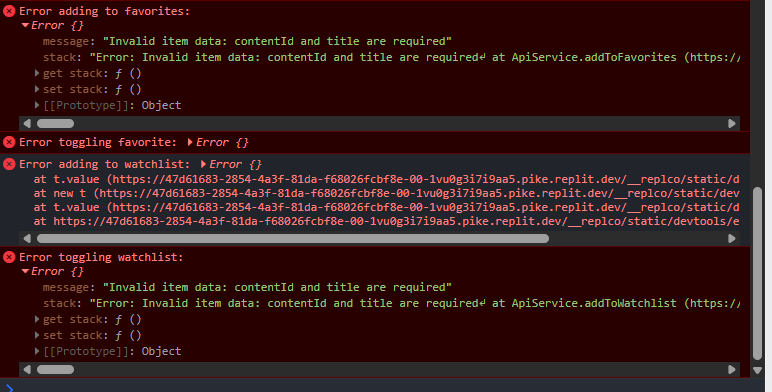 Error adding to favorites:
▼Error {}
message: "Invalid item data: contentId and title are required"
stack: "Error: Invalid item data: contentId and title are required↵ at ApiService.addToFavorites (https:/
▶get stack: ƒ ()
▶set stack: ƒ ()
▶[[Prototype]]: Object
Error toggling favorite: ▶Error {}
Error adding to watchlist: ▶Error {}
at t.value (https://47d61683-2854-4a3f-81da-f68026fcbf8e-00-1vu0g3i7i9aa5.pike.replit.dev/__replco/static/d
at new t (https://47d61683-2854-4a3f-81da-f68026fcbf8e-00-1vu0g3i7i9aa5.pike.replit.dev/__replco/static/dev
at t.value (https://47d61683-2854-4a3f-81da-f68026fcbf8e-00-1vu0g3i7i9aa5.pike.replit.dev/__replco/static/d
at https://47d61683-2854-4a3f-81da-f68026fcbf8e-00-1vu0g3i7i9aa5.pike.replit.dev/__replco/static/devtools/e
Error toggling watchlist:
▼Error {}
message: "Invalid item data: contentId and title are required"
stack: "Error: Invalid item data: contentId and title are required↵ at ApiService.addToWatchlist (https:/
▶get stack: ƒ ()
▶set stack: ƒ ()
▶[[Prototype]]: Object